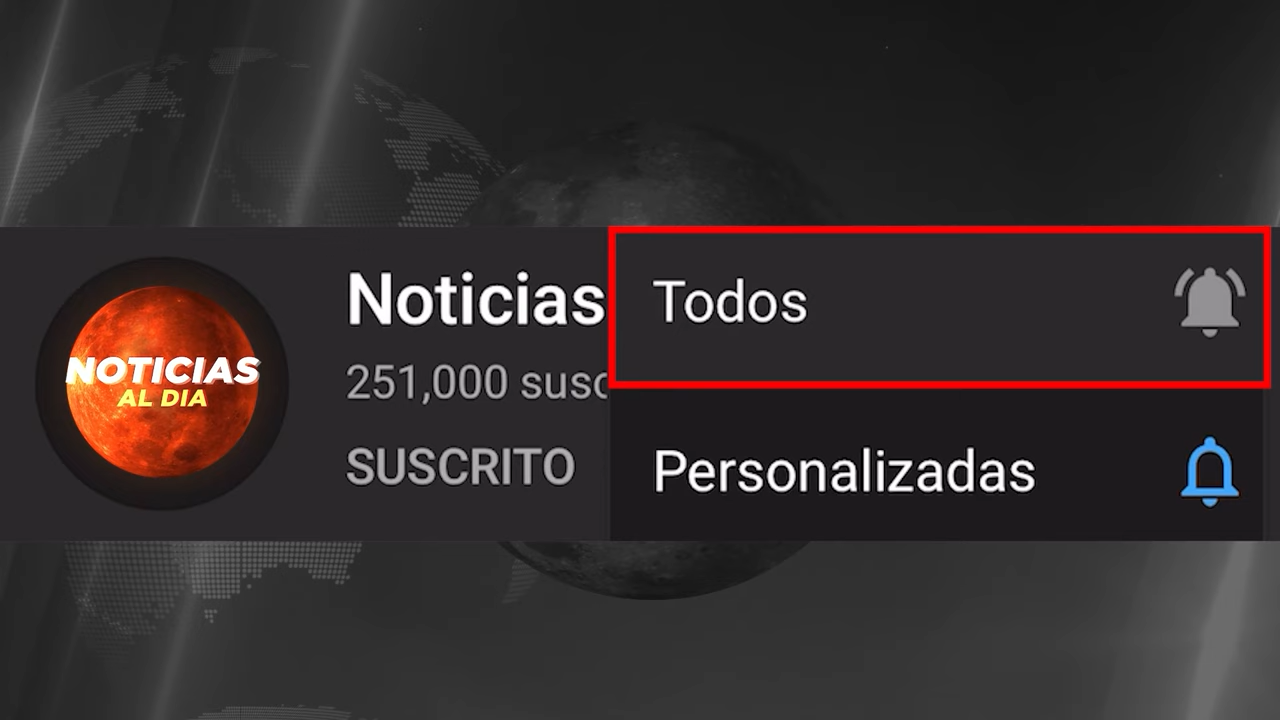 NOTICIAS
AL DIA
Noticias
251,000 susc
SUSCRITO
Todos
Personalizadas